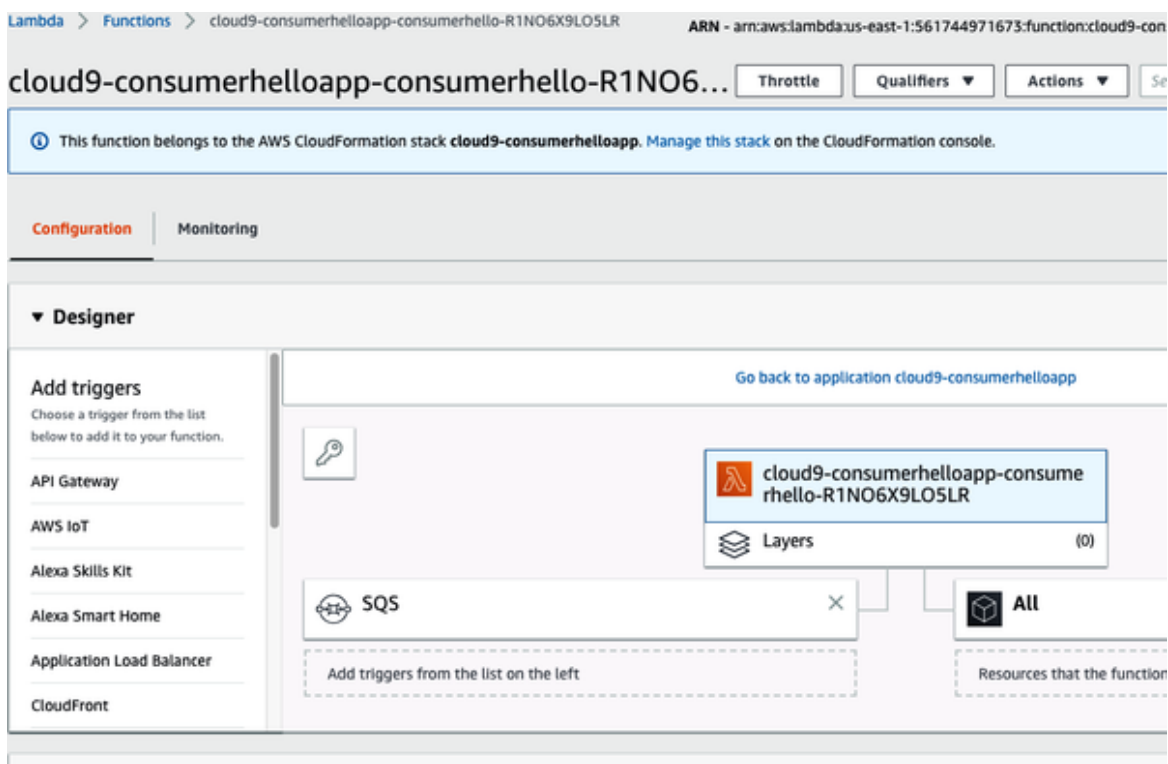 Lambda > Functions > cloud9-consumerhelloapp-consumerhello-R1NO6X9LO5LR
ARN - arn:aws:lambda:us-east-1:561744971673:function:cloud9-con
cloud9-consumerhelloapp-consumerhello-R1NO6...
Throttle
Qualifiers
Actions
Se
This function belongs to the AWS CloudFormation stack cloud9-consumerhelloapp. Manage this stack on the CloudFormation console.
Configuration
Monitoring
Designer
Add triggers
Choose a trigger from the list
below to add it to your function.
API Gateway
AWS IoT
Alexa Skills Kit
Alexa Smart Home
Application Load Balancer
CloudFront
Go back to application cloud9-consumerhelloapp
cloud9-consumerhelloapp-consume
rhello-R1NO6X9LO5LR
Layers (0)
SQS
Add triggers from the list on the left
All
Resources that the function